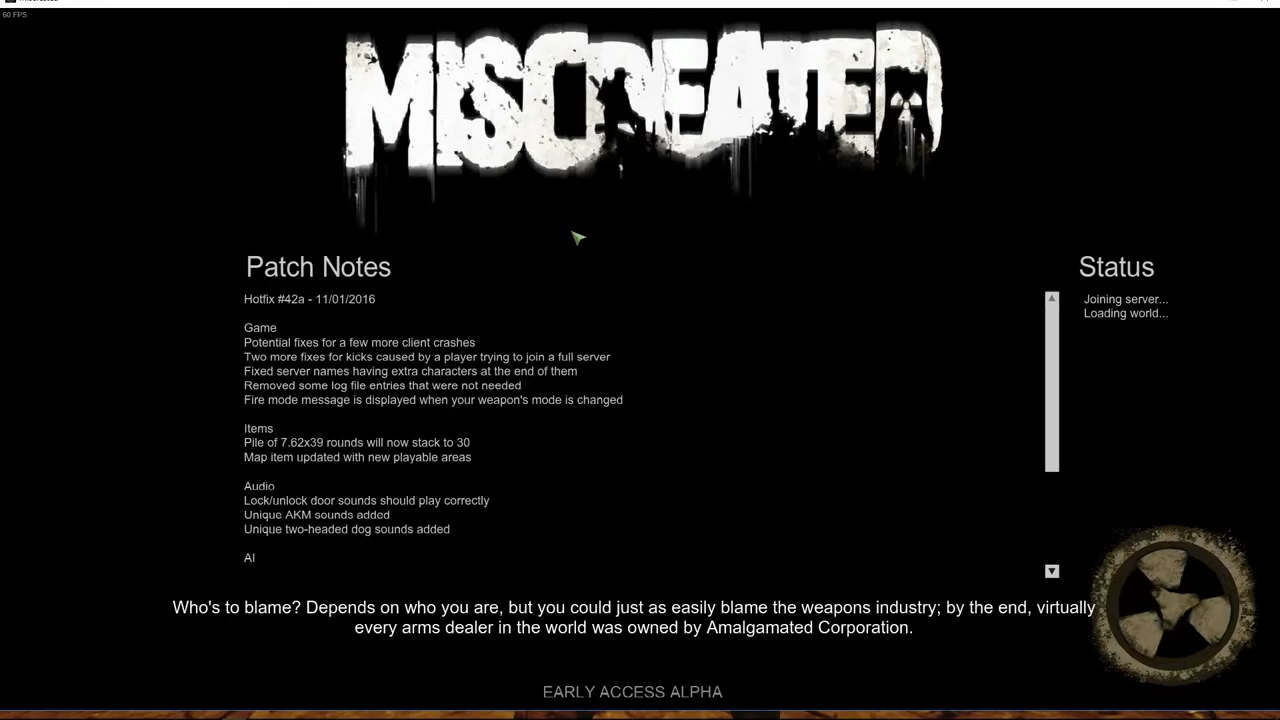 60 FPS
MISCREATED
Patch Notes
Status
Hotfix #42a - 11/01/2016
Joining server...
Loading world...
Game
Potential fixes for a few more client crashes
Two more fixes for kicks caused by a player trying to join a full server
Fixed server names having extra characters at the end of them
Removed some log file entries that were not needed
Fire mode message is displayed when your weapon's mode is changed
Items
Pile of 7.62x39 rounds will now stack to 30
Map item updated with new playable areas
Audio
Lock/unlock door sounds should play correctly
Unique AKM sounds added
Unique two-headed dog sounds added
AI
Who's to blame? Depends on who you are, but you could just as easily blame the weapons industry; by the end, virtually
every arms dealer in the world was owned by Amalgamated Corporation.
EARLY ACCESS ALPHA